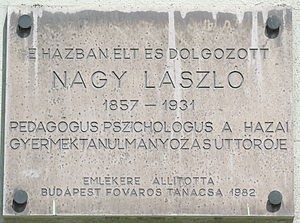 E HÁZBAN ÉLT ÉS DOLGOZOTT
NAGY LÁSZLÓ
1857 – 1931
PEDAGÓGUS, PSZICHOLÓGUS A HAZAI
GYERMEKTANULMÁNYOZÁS ÚTTÖRŐJE
EMLÉKÉRE ÁLLÍTOTTA
BUDAPEST FŐVÁROS TANÁCSA 1982